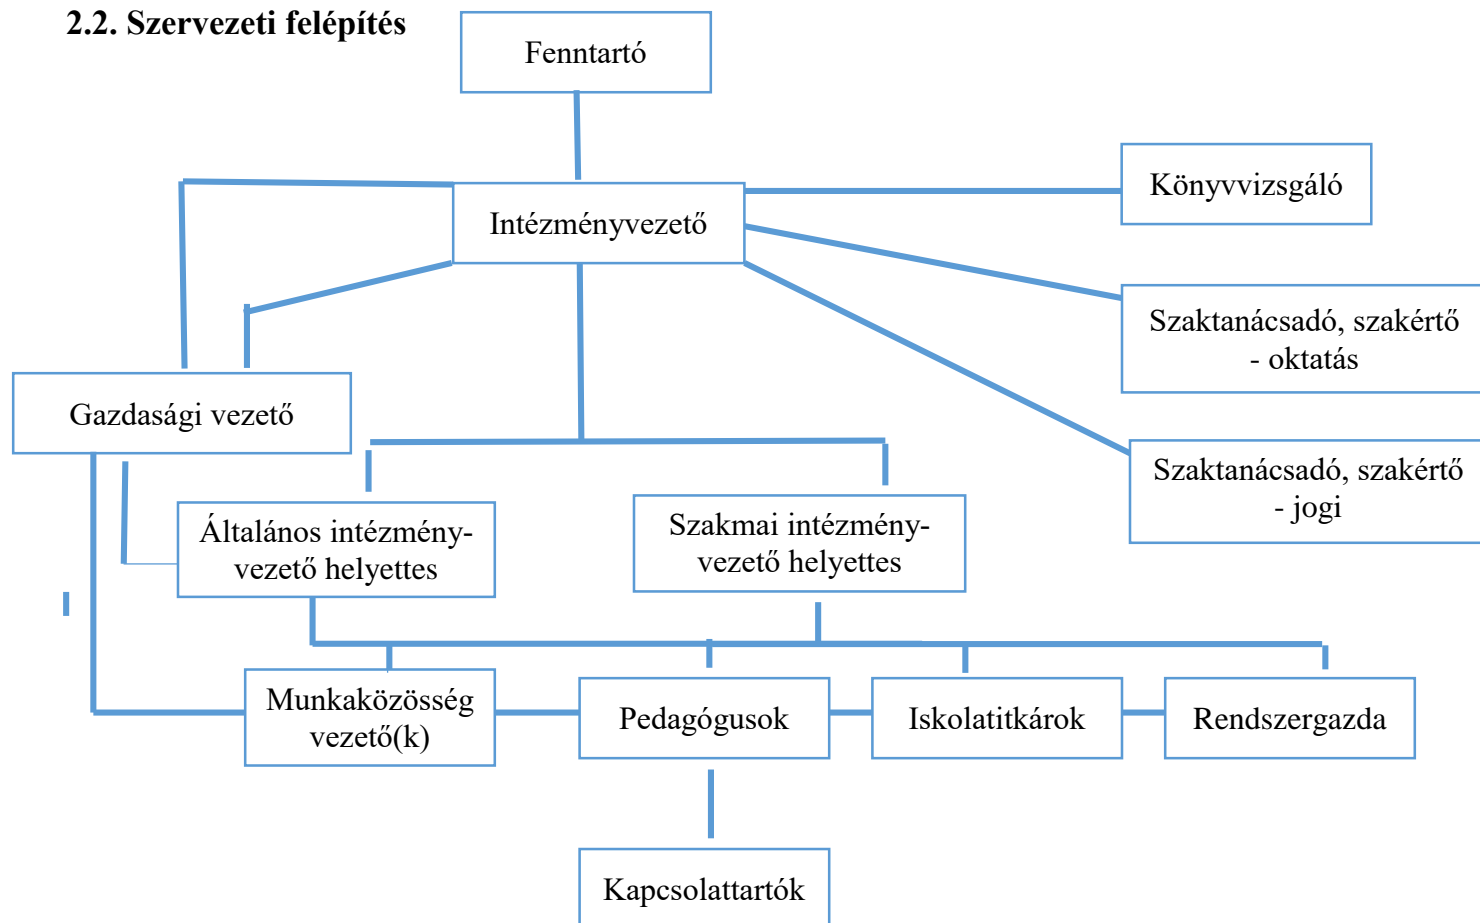 2.2. Szervezeti felépítés
Fenntartó
Könyvvizsgáló
Intézményvezető
Szaktanácsadó, szakértő
- oktatás
Gazdasági vezető
Szaktanácsadó, szakértő
- jogi
Általános intézmény-
vezető helyettes
Szakmai intézmény-
vezető helyettes
Munkaközösség
vezető(k)
Pedagógusok
Iskolatitkárok
Rendszergazda
Kapcsolattartók